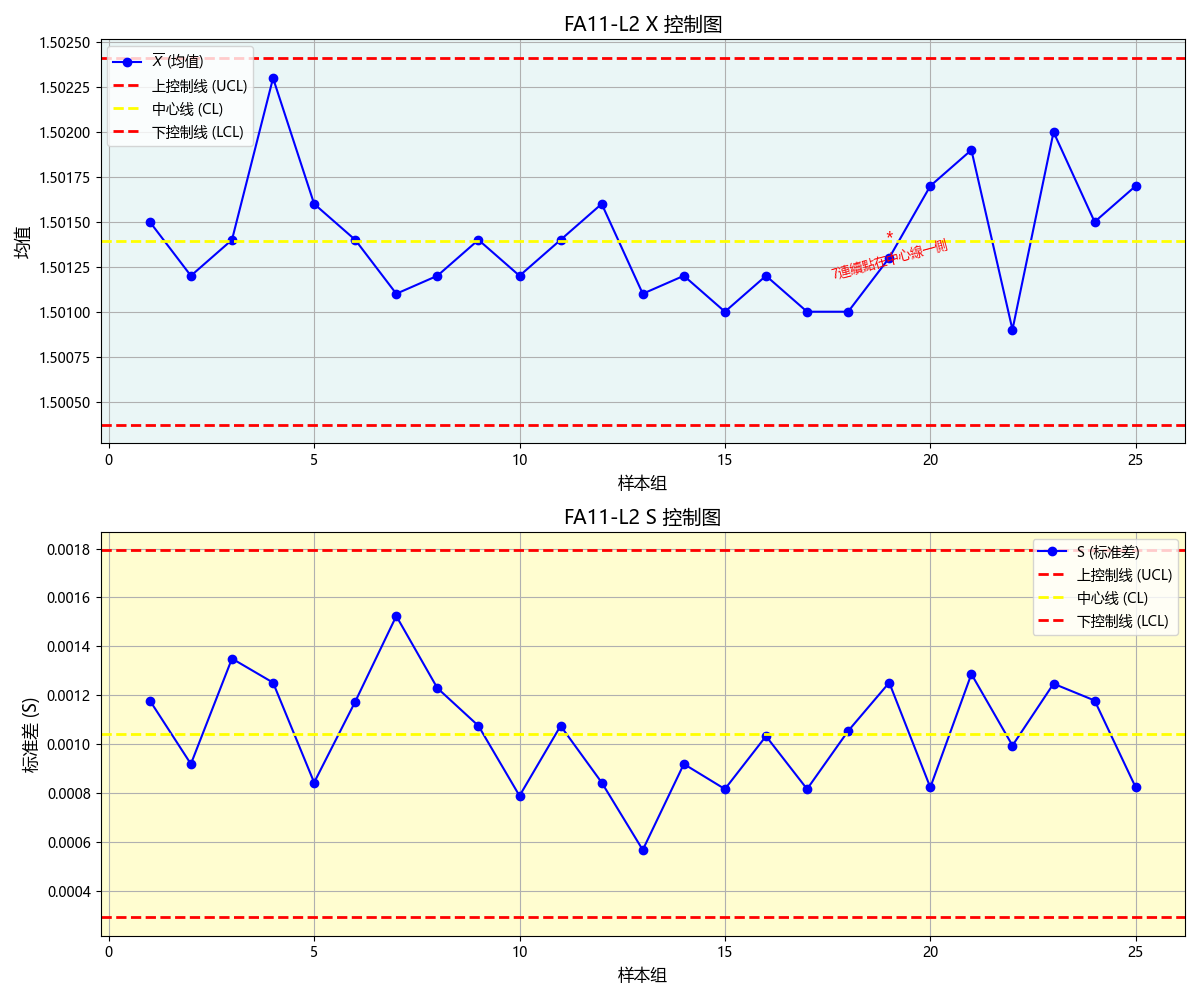 FA11-L2 X 控制图
X (均值)
上控制线 (UCL)
中心线 (CL)
下控制线 (LCL)
均值
1.50250
1.50225
1.50200
1.50175
1.50150
1.50125
1.50100
1.50075
1.50050
*
7連續點在中心線一側
0 5 10 15 20 25
样本组
FA11-L2 S 控制图
S (标准差)
上控制线 (UCL)
中心线 (CL)
下控制线 (LCL)
标准差 (S)
0.0018
0.0016
0.0014
0.0012
0.0010
0.0008
0.0006
0.0004
0 5 10 15 20 25
样本组